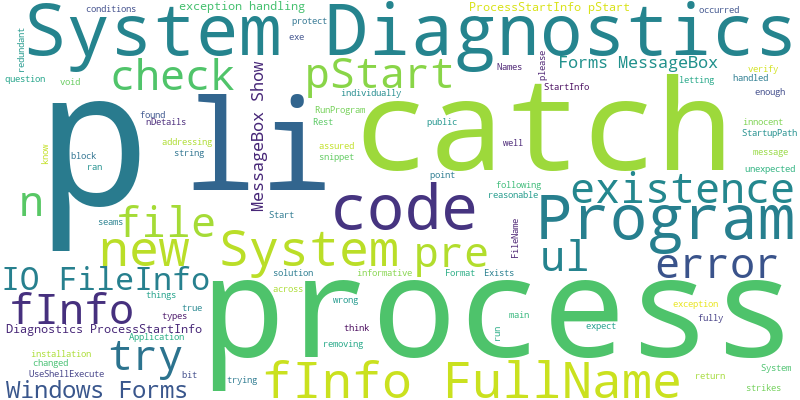 conditions
exception handling
ProcessStartInfo pStart
occurred
redundant
System Diagnostics
protect
exe
question
void
check
pStart
Names
please
Forms MessageBox
verify
StartInfo
letting
handled
enough
individually
MessageBox Show
p
li
catch
found
nDetails
RunProgram
Rest
public
innocent
StartupPath
know
block
ran
addressing
string
assured
snippet
well
message
unexpected
point
following
reasonable
existence
n
file
seams
Start
code
FileName
Program
new System
pre
ul
error
IO FileInfo
solution
informative
Format
Exists
process
fInfo
things
types
true
across
wrong
think
removing
run
main
expect
exception
fully
Diagnostics ProcessStartInfo
Application
try
installation
changed
UseShellExecute
bit
trying
fInfo FullName
return
System
strikes
Windows Forms